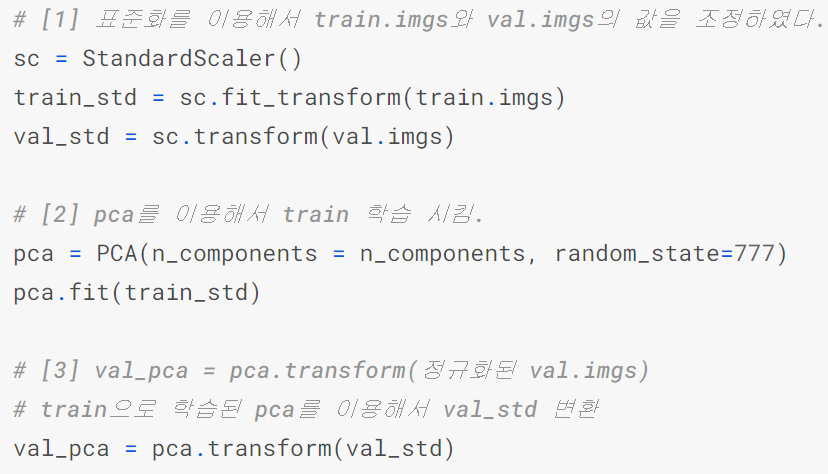 # [1] 표준화를 이용해서 train.imgs와 val.imgs의 값을 조정하였다.
sc = StandardScaler()
train_std = sc.fit_transform(train.imgs)
val_std = sc.transform(val.imgs)
# [2] pca를 이용해서 train 학습 시킴.
pca = PCA(n_components = n_components, random_state=777)
pca.fit(train_std)
# [3] val_pca = pca.transform(정규화된 val.imgs)
# train으로 학습된 pca를 이용해서 val_std 변환
val_pca = pca.transform(val_std)